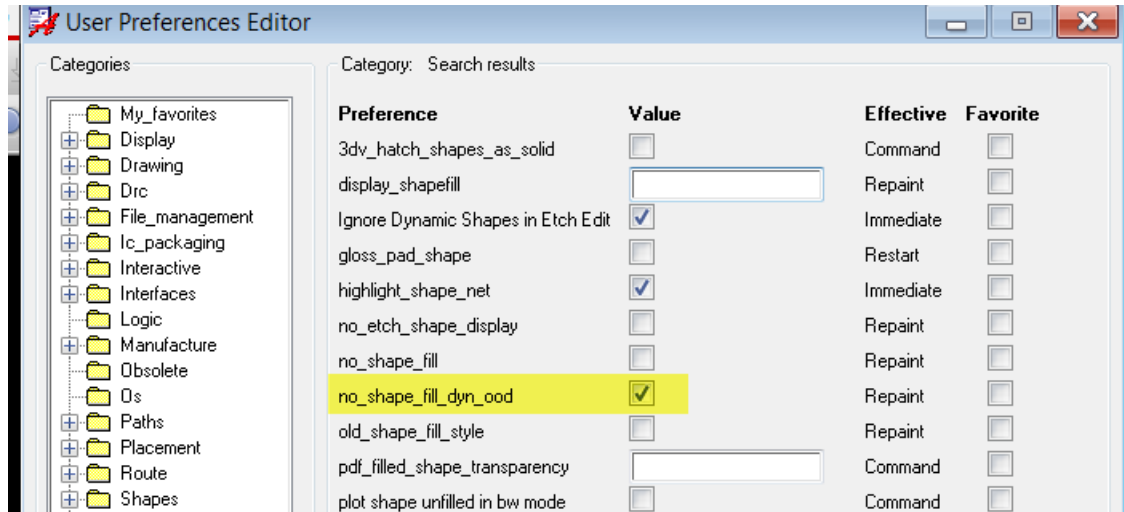 User Preferences Editor
Categories
My_favorites
Display
Drawing
Drc
File_management
Ic_packaging
Interactive
Interfaces
Logic
Manufacture
Obsolete
Os
Paths
Placement
Route
Shapes
Category: Search results
Preference Value Effective Favorite
3dv_hatch_shapes_as_solid Command
display_shapefill Repaint
Ignore Dynamic Shapes in Etch Edit Immediate
gloss_pad_shape Restart
highlight_shape_net Immediate
no_etch_shape_display Repaint
no_shape_fill Repaint
no_shape_fill_dyn_ood Repaint
old_shape_fill_style Repaint
pdf_filled_shape_transparency Command
plot shape unfilled in bw mode Command